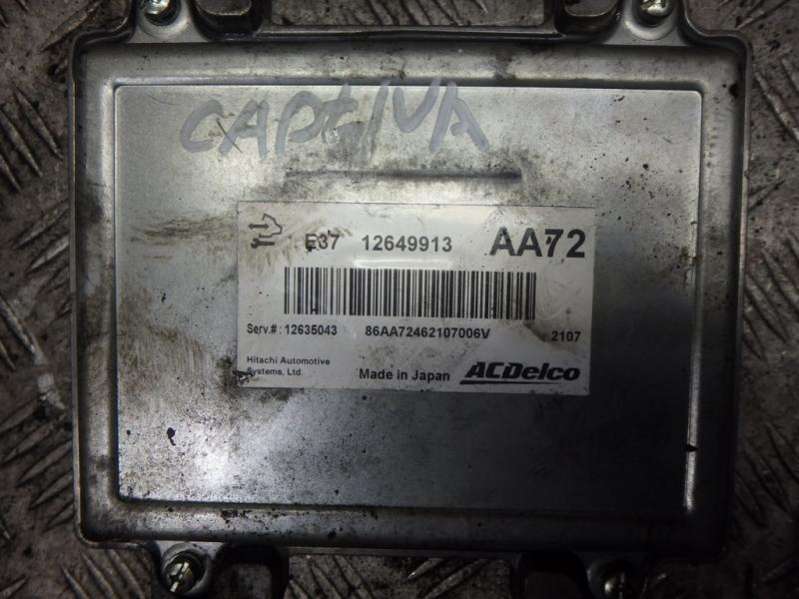 CAPTIVA
E37 12649913 AA72
Serv.#: 12635043 86AA72462107006V 2107
Hitachi Automotive
Systems, Ltd.
Made in Japan ACDelco